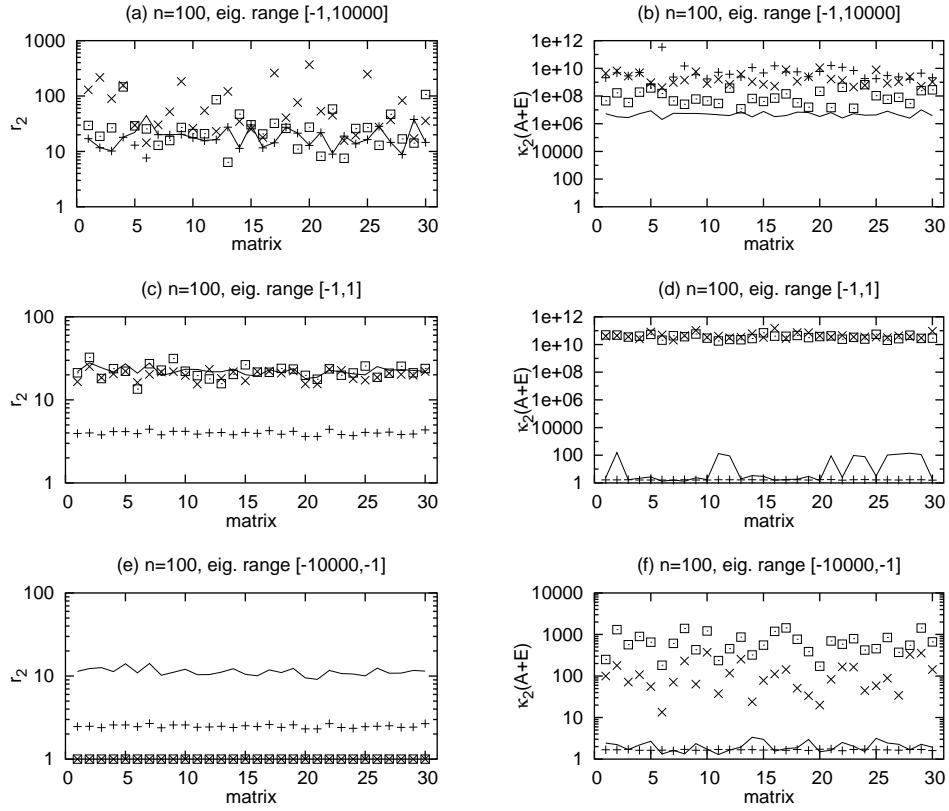 (a) n=100, eig. range [-1,10000]
1000
100
10
1
r₂
0 5 10 15 20 25 30
matrix
(b) n=100, eig. range [-1,10000]
1e+12
1e+10
1e+08
1e+06
10000
100
1
κ₂(A+E)
0 5 10 15 20 25 30
matrix
(c) n=100, eig. range [-1,1]
100
10
1
r₂
0 5 10 15 20 25 30
matrix
(d) n=100, eig. range [-1,1]
1e+12
1e+10
1e+08
1e+06
10000
100
1
κ₂(A+E)
0 5 10 15 20 25 30
matrix
(e) n=100, eig. range [-10000,-1]
100
10
1
r₂
0 5 10 15 20 25 30
matrix
(f) n=100, eig. range [-10000,-1]
10000
1000
100
10
1
κ₂(A+E)
0 5 10 15 20 25 30
matrix